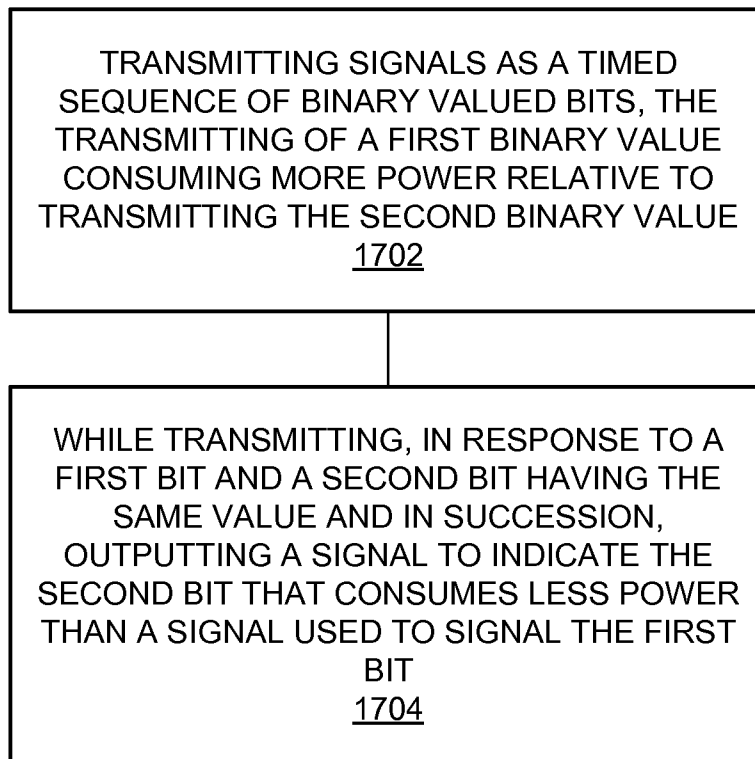 TRANSMITTING SIGNALS AS A TIMED
SEQUENCE OF BINARY VALUED BITS, THE
TRANSMITTING OF A FIRST BINARY VALUE
CONSUMING MORE POWER RELATIVE TO
TRANSMITTING THE SECOND BINARY VALUE
1702
WHILE TRANSMITTING, IN RESPONSE TO A
FIRST BIT AND A SECOND BIT HAVING THE
SAME VALUE AND IN SUCCESSION,
OUTPUTTING A SIGNAL TO INDICATE THE
SECOND BIT THAT CONSUMES LESS POWER
THAN A SIGNAL USED TO SIGNAL THE FIRST
BIT
1704